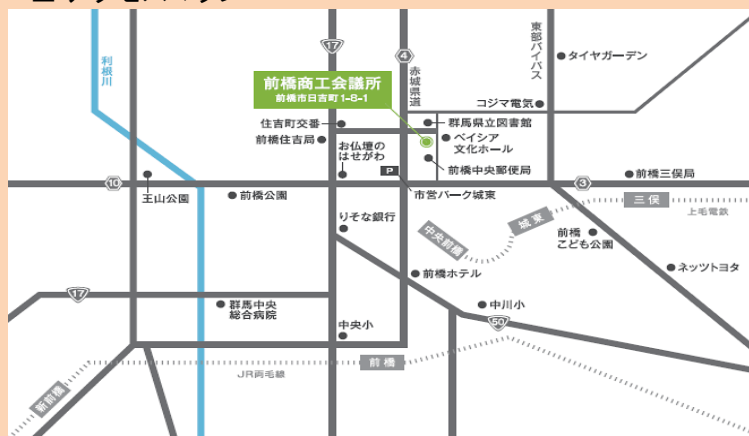 17
4
東部バイパス
利根川
赤城県道
タイヤガーデン
前橋商工会議所
前橋市日吉町1-8-1
コジマ電気
住吉町交番
群馬県立図書館
前橋住吉局
お仏壇の
はせがわ
ベイシア
文化ホール
前橋中央郵便局
P
前橋三俣局
10
3
王山公園
前橋公園
市営パーク城東
三俣
上毛電鉄
りそな銀行
城東
中央前橋
前橋
こども公園
前橋ホテル
ネッツトヨタ
17
群馬中央
総合病院
中川小
50
中央小
前橋
JR両毛線
新前橋